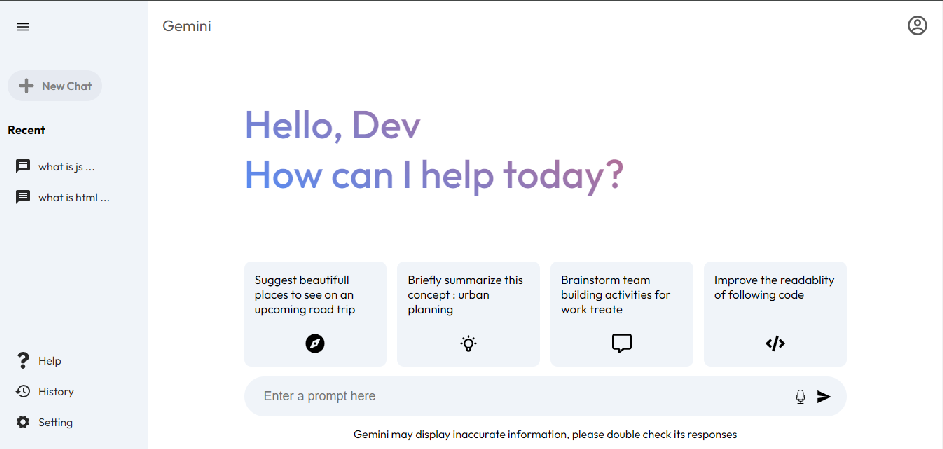 Gemini
New Chat
Recent
what is js ...
what is html ...
Help
History
Setting
Hello, Dev
How can I help today?
Suggest beautifull
places to see on an
upcoming road trip
Briefly summarize this
concept : urban
planning
Brainstorm team
building activities for
work treate
Improve the readablity
of following code
Enter a prompt here
Gemini may display inaccurate information, please double check its responses